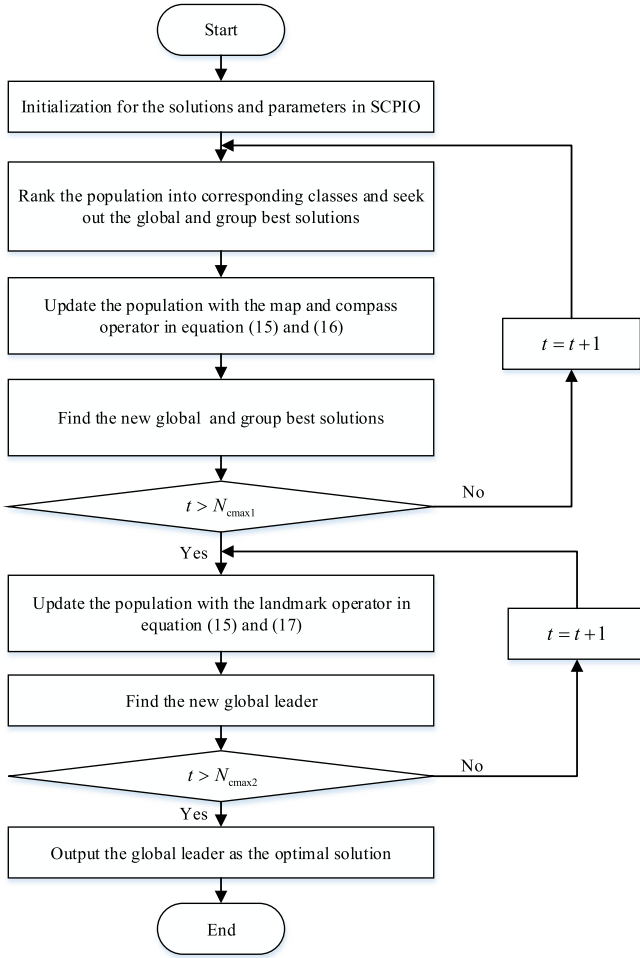 Start
Initialization for the solutions and parameters in SCPIO
Rank the population into corresponding classes and seek
out the global and group best solutions
Update the population with the map and compass
operator in equation (15) and (16)
t = t + 1
Find the new global and group best solutions
t > N_cmax1
No
Yes
Update the population with the landmark operator in
equation (15) and (17)
t = t + 1
Find the new global leader
t > N_cmax2
No
Yes
Output the global leader as the optimal solution
End